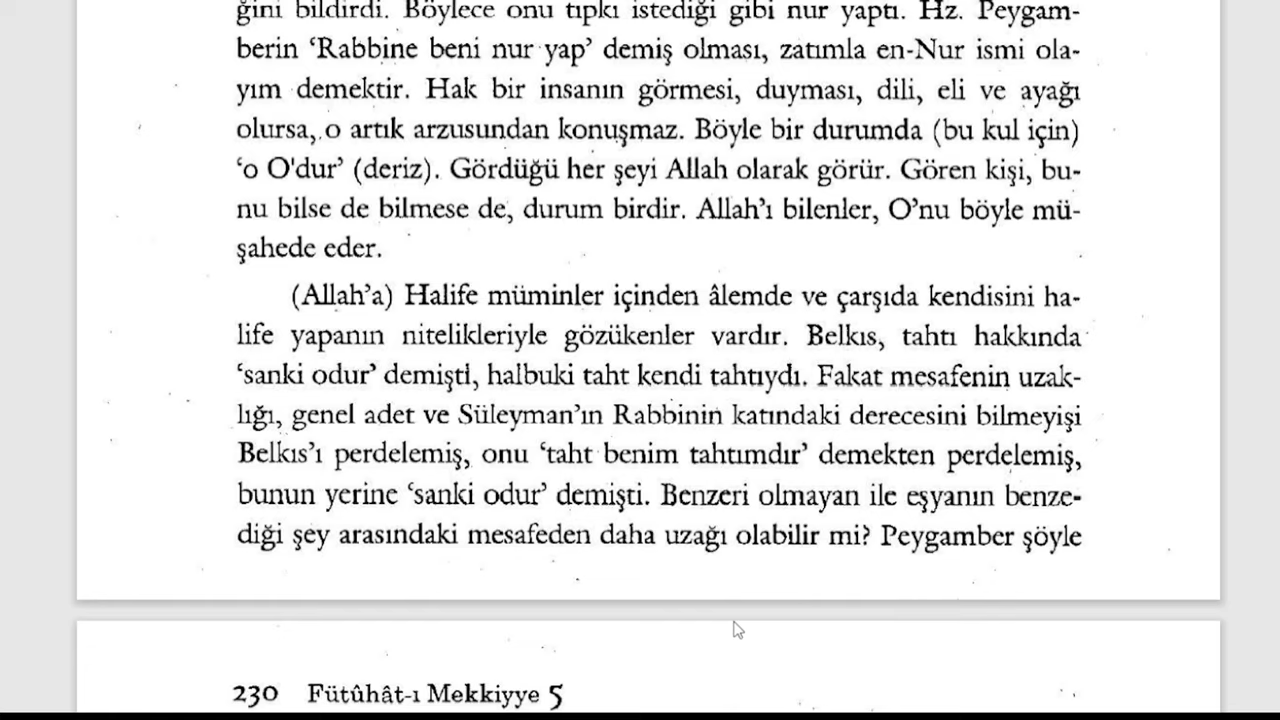 ğini bildirdi. Böylece onu tıpkı istediği gibi nur yaptı. Hz. Peygam-
berin ‘Rabbine beni nur yap’ demiş olması, zatımla en-Nur ismi ola-
yım demektir. Hak bir insanın görmesi, duyması, dili, eli ve ayağı
olursa, o artık arzusundan konuşmaz. Böyle bir durumda (bu kul için)
‘o O'dur’ (deriz). Gördüğü her şeyi Allah olarak görür. Gören kişi, bu-
nu bilse de bilmese de, durum birdir. Allah’ı bilenler, O’nu böyle mü-
şahede eder.
(Allah’a) Halife müminler içinden âlemde ve çarşıda kendisini ha-
life yapanın nitelikleriyle gözükenler vardır. Belkıs, tahtı hakkında
‘sanki odur’ demişti, halbuki taht kendi tahtıydı. Fakat mesafenin uzak-
lığı, genel adet ve Süleyman’ın Rabbinin katındaki derecesini bilmeyişi
Belkıs’ı perdelemiş, onu ‘taht benim tahtımdır’ demekten perdelemiş,
bunun yerine ‘sanki odur’ demişti. Benzeri olmayan ile eşyanın benze-
diği şey arasındaki mesafeden daha uzağı olabilir mi? Peygamber şöyle
230 Fütûhât-ı Mekkiyye 5